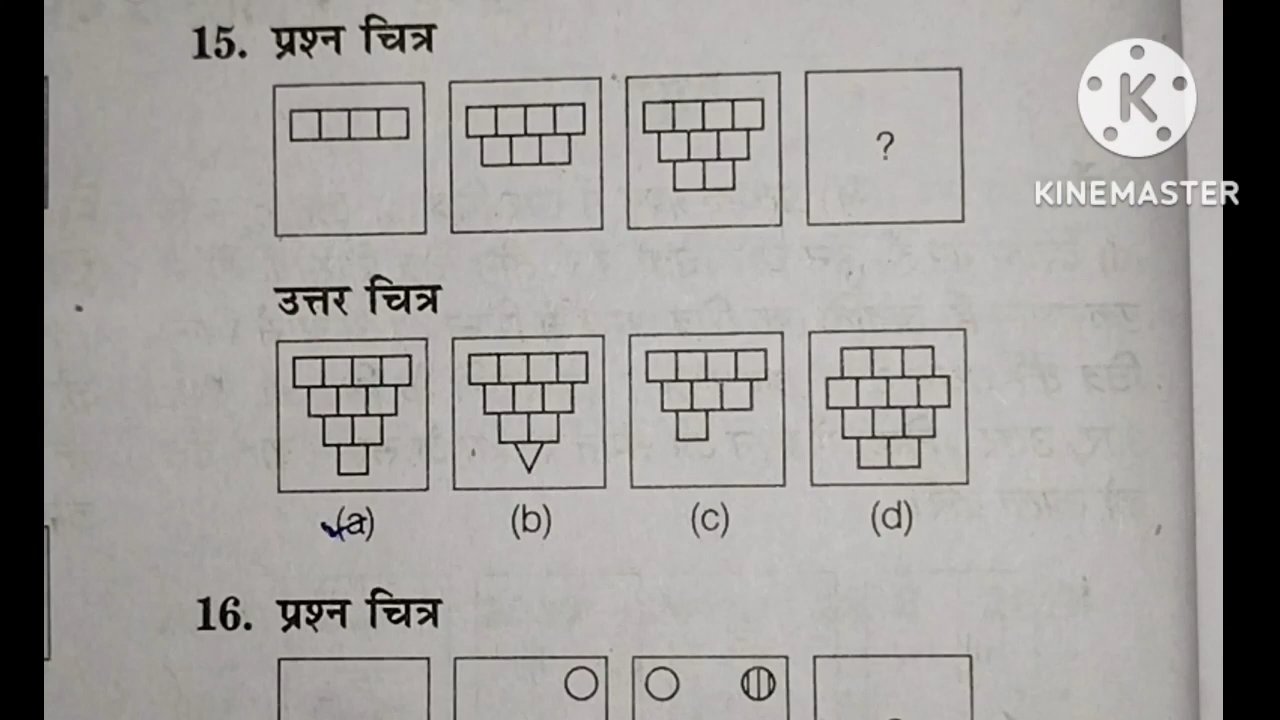 15. प्रश्न चित्र
K
KINEMASTER
?
उत्तर चित्र
(a) (b) (c) (d)
16. प्रश्न चित्र